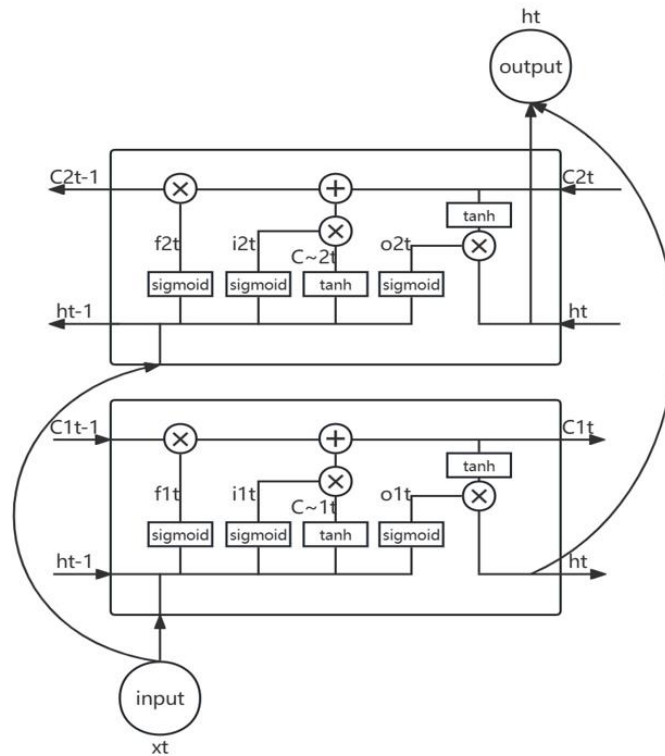 ht
output
C2t-1
C2t
tanh
f2t
i2t
o2t
C~2t
sigmoid
sigmoid
tanh
sigmoid
ht-1
ht
C1t-1
C1t
tanh
f1t
i1t
o1t
C~1t
sigmoid
sigmoid
tanh
sigmoid
ht-1
ht
input
xt